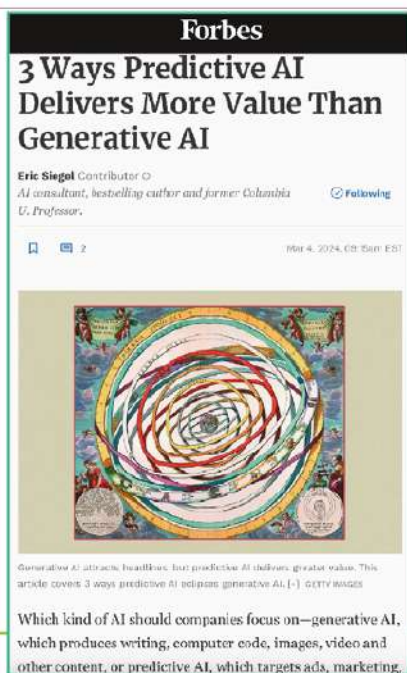 Forbes
3 Ways Predictive AI
Delivers More Value Than
Generative AI
Eric Siegel Contributor
AI consultant, bestselling author and former Columbia
U. Professor.
Following
2
Mar 4, 2024, 08:15am EST
Generative AI attracts headlines, but predictive AI delivers greater value. This
article covers 3 ways predictive AI eclipses generative AI. [-] GETTY IMAGES
Which kind of AI should companies focus on—generative AI,
which produces writing, computer code, images, video and
other content, or predictive AI, which targets ads, marketing,